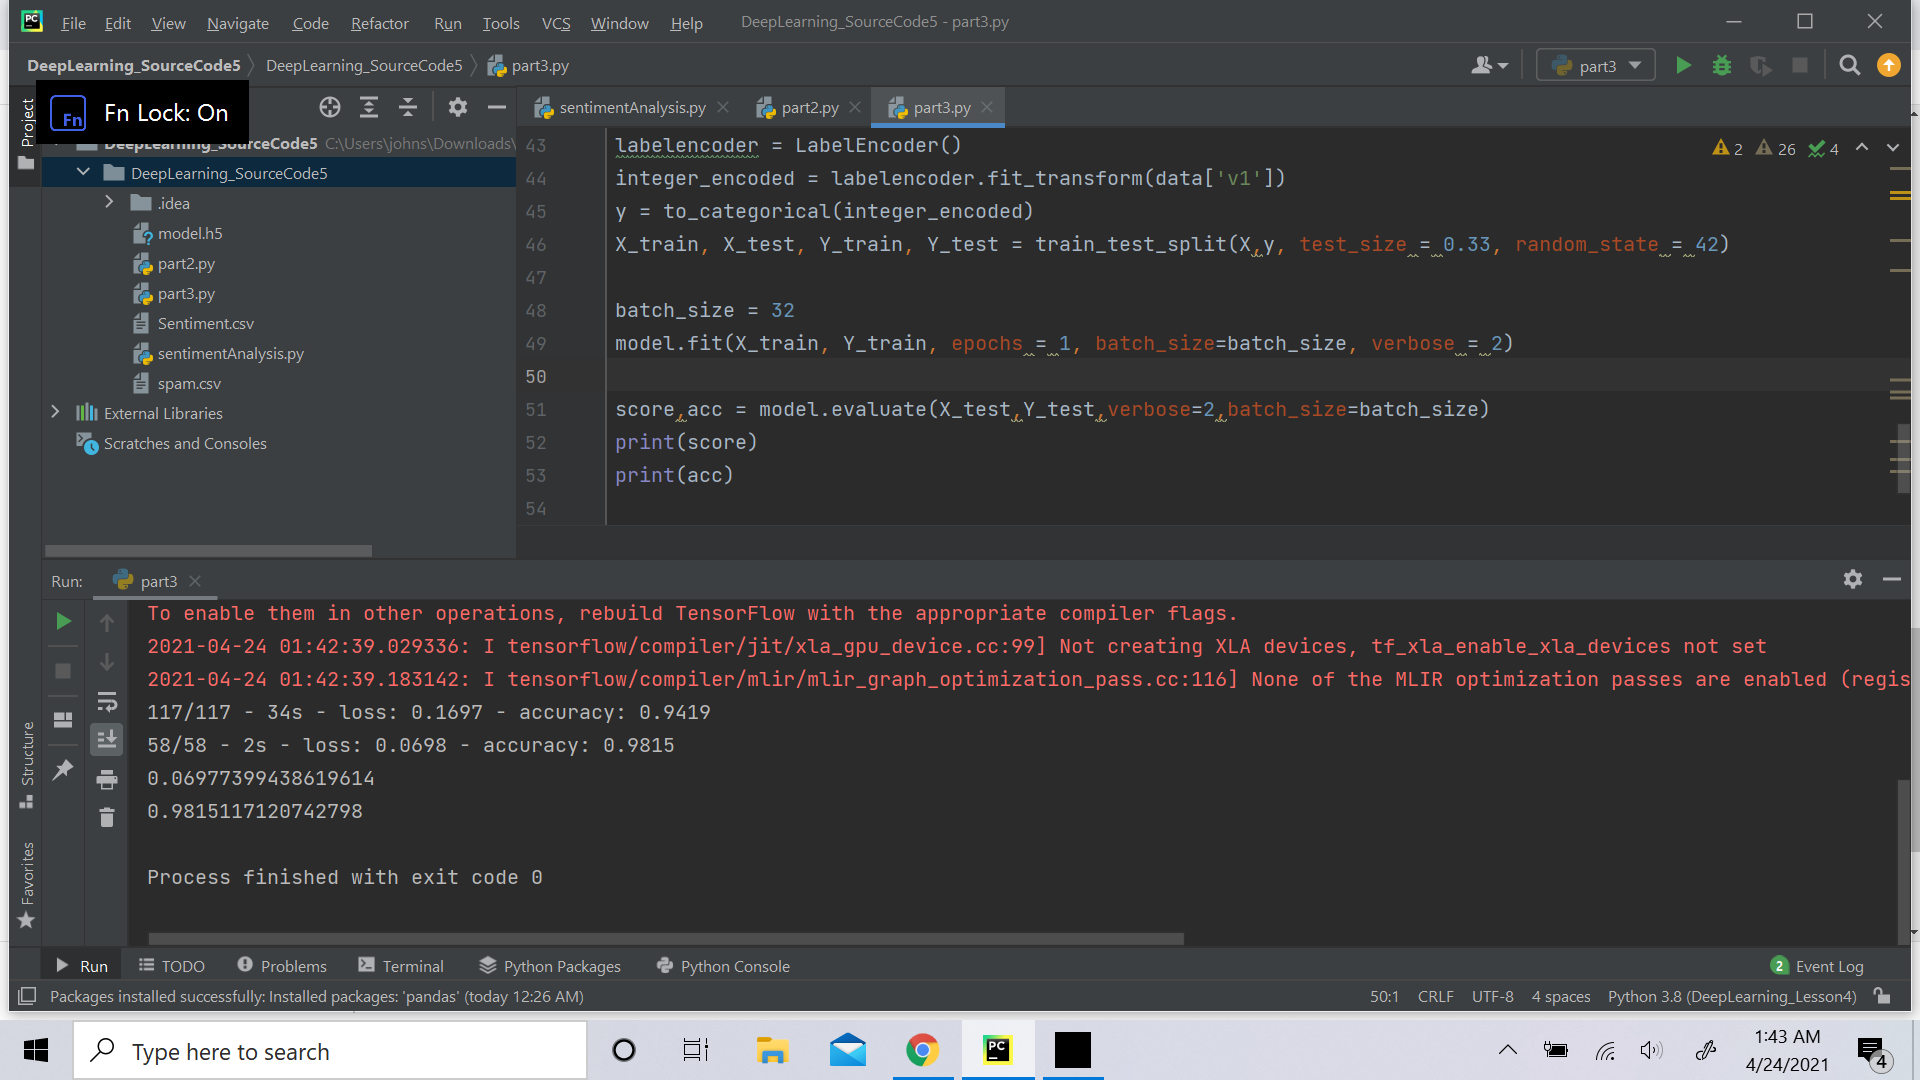 PC File Edit View Navigate Code Refactor Run Tools VCS Window Help DeepLearning_SourceCode5 - part3.py
DeepLearning_SourceCode5 DeepLearning_SourceCode5 part3.py part3
Fn Fn Lock: On
Project
sentimentAnalysis.py part2.py part3.py
DeepLearning_SourceCode5 C:\Users\johns\Downloads\
DeepLearning_SourceCode5
.idea
model.h5
part2.py
part3.py
Sentiment.csv
sentimentAnalysis.py
spam.csv
External Libraries
Scratches and Consoles
2 26 4
43 labelencoder = LabelEncoder()
44 integer_encoded = labelencoder.fit_transform(data['v1'])
45 y = to_categorical(integer_encoded)
46 X_train, X_test, Y_train, Y_test = train_test_split(X,y, test_size = 0.33, random_state = 42)
47
48 batch_size = 32
49 model.fit(X_train, Y_train, epochs = 1, batch_size=batch_size, verbose = 2)
50
51 score,acc = model.evaluate(X_test,Y_test,verbose=2,batch_size=batch_size)
52 print(score)
53 print(acc)
54
Run: part3
To enable them in other operations, rebuild TensorFlow with the appropriate compiler flags.
2021-04-24 01:42:39.029336: I tensorflow/compiler/jit/xla_gpu_device.cc:99] Not creating XLA devices, tf_xla_enable_xla_devices not set
2021-04-24 01:42:39.183142: I tensorflow/compiler/mlir/mlir_graph_optimization_pass.cc:116] None of the MLIR optimization passes are enabled (regis
117/117 - 34s - loss: 0.1697 - accuracy: 0.9419
58/58 - 2s - loss: 0.0698 - accuracy: 0.9815
0.06977399438619614
0.9815117120742798
Process finished with exit code 0
Structure
Favorites
Run TODO Problems Terminal Python Packages Python Console 2 Event Log
Packages installed successfully: Installed packages: 'pandas' (today 12:26 AM) 50:1 CRLF UTF-8 4 spaces Python 3.8 (DeepLearning_Lesson4)
Type here to search PC 1:43 AM
4/24/2021 4